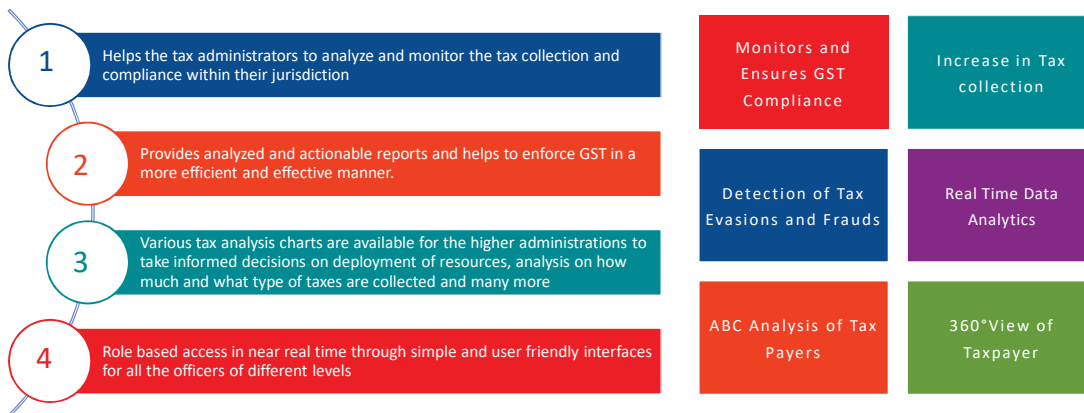 1
Helps the tax administrators to analyze and monitor the tax collection and
compliance within their jurisdiction
2
Provides analyzed and actionable reports and helps to enforce GST in a
more efficient and effective manner.
3
Various tax analysis charts are available for the higher administrations to
take informed decisions on deployment of resources, analysis on how
much and what type of taxes are collected and many more
4
Role based access in near real time through simple and user friendly interfaces
for all the officers of different levels
Monitors and
Ensures GST
Compliance
Increase in Tax
collection
Detection of Tax
Evasions and Frauds
Real Time Data
Analytics
ABC Analysis of Tax
Payers
360°View of
Taxpayer